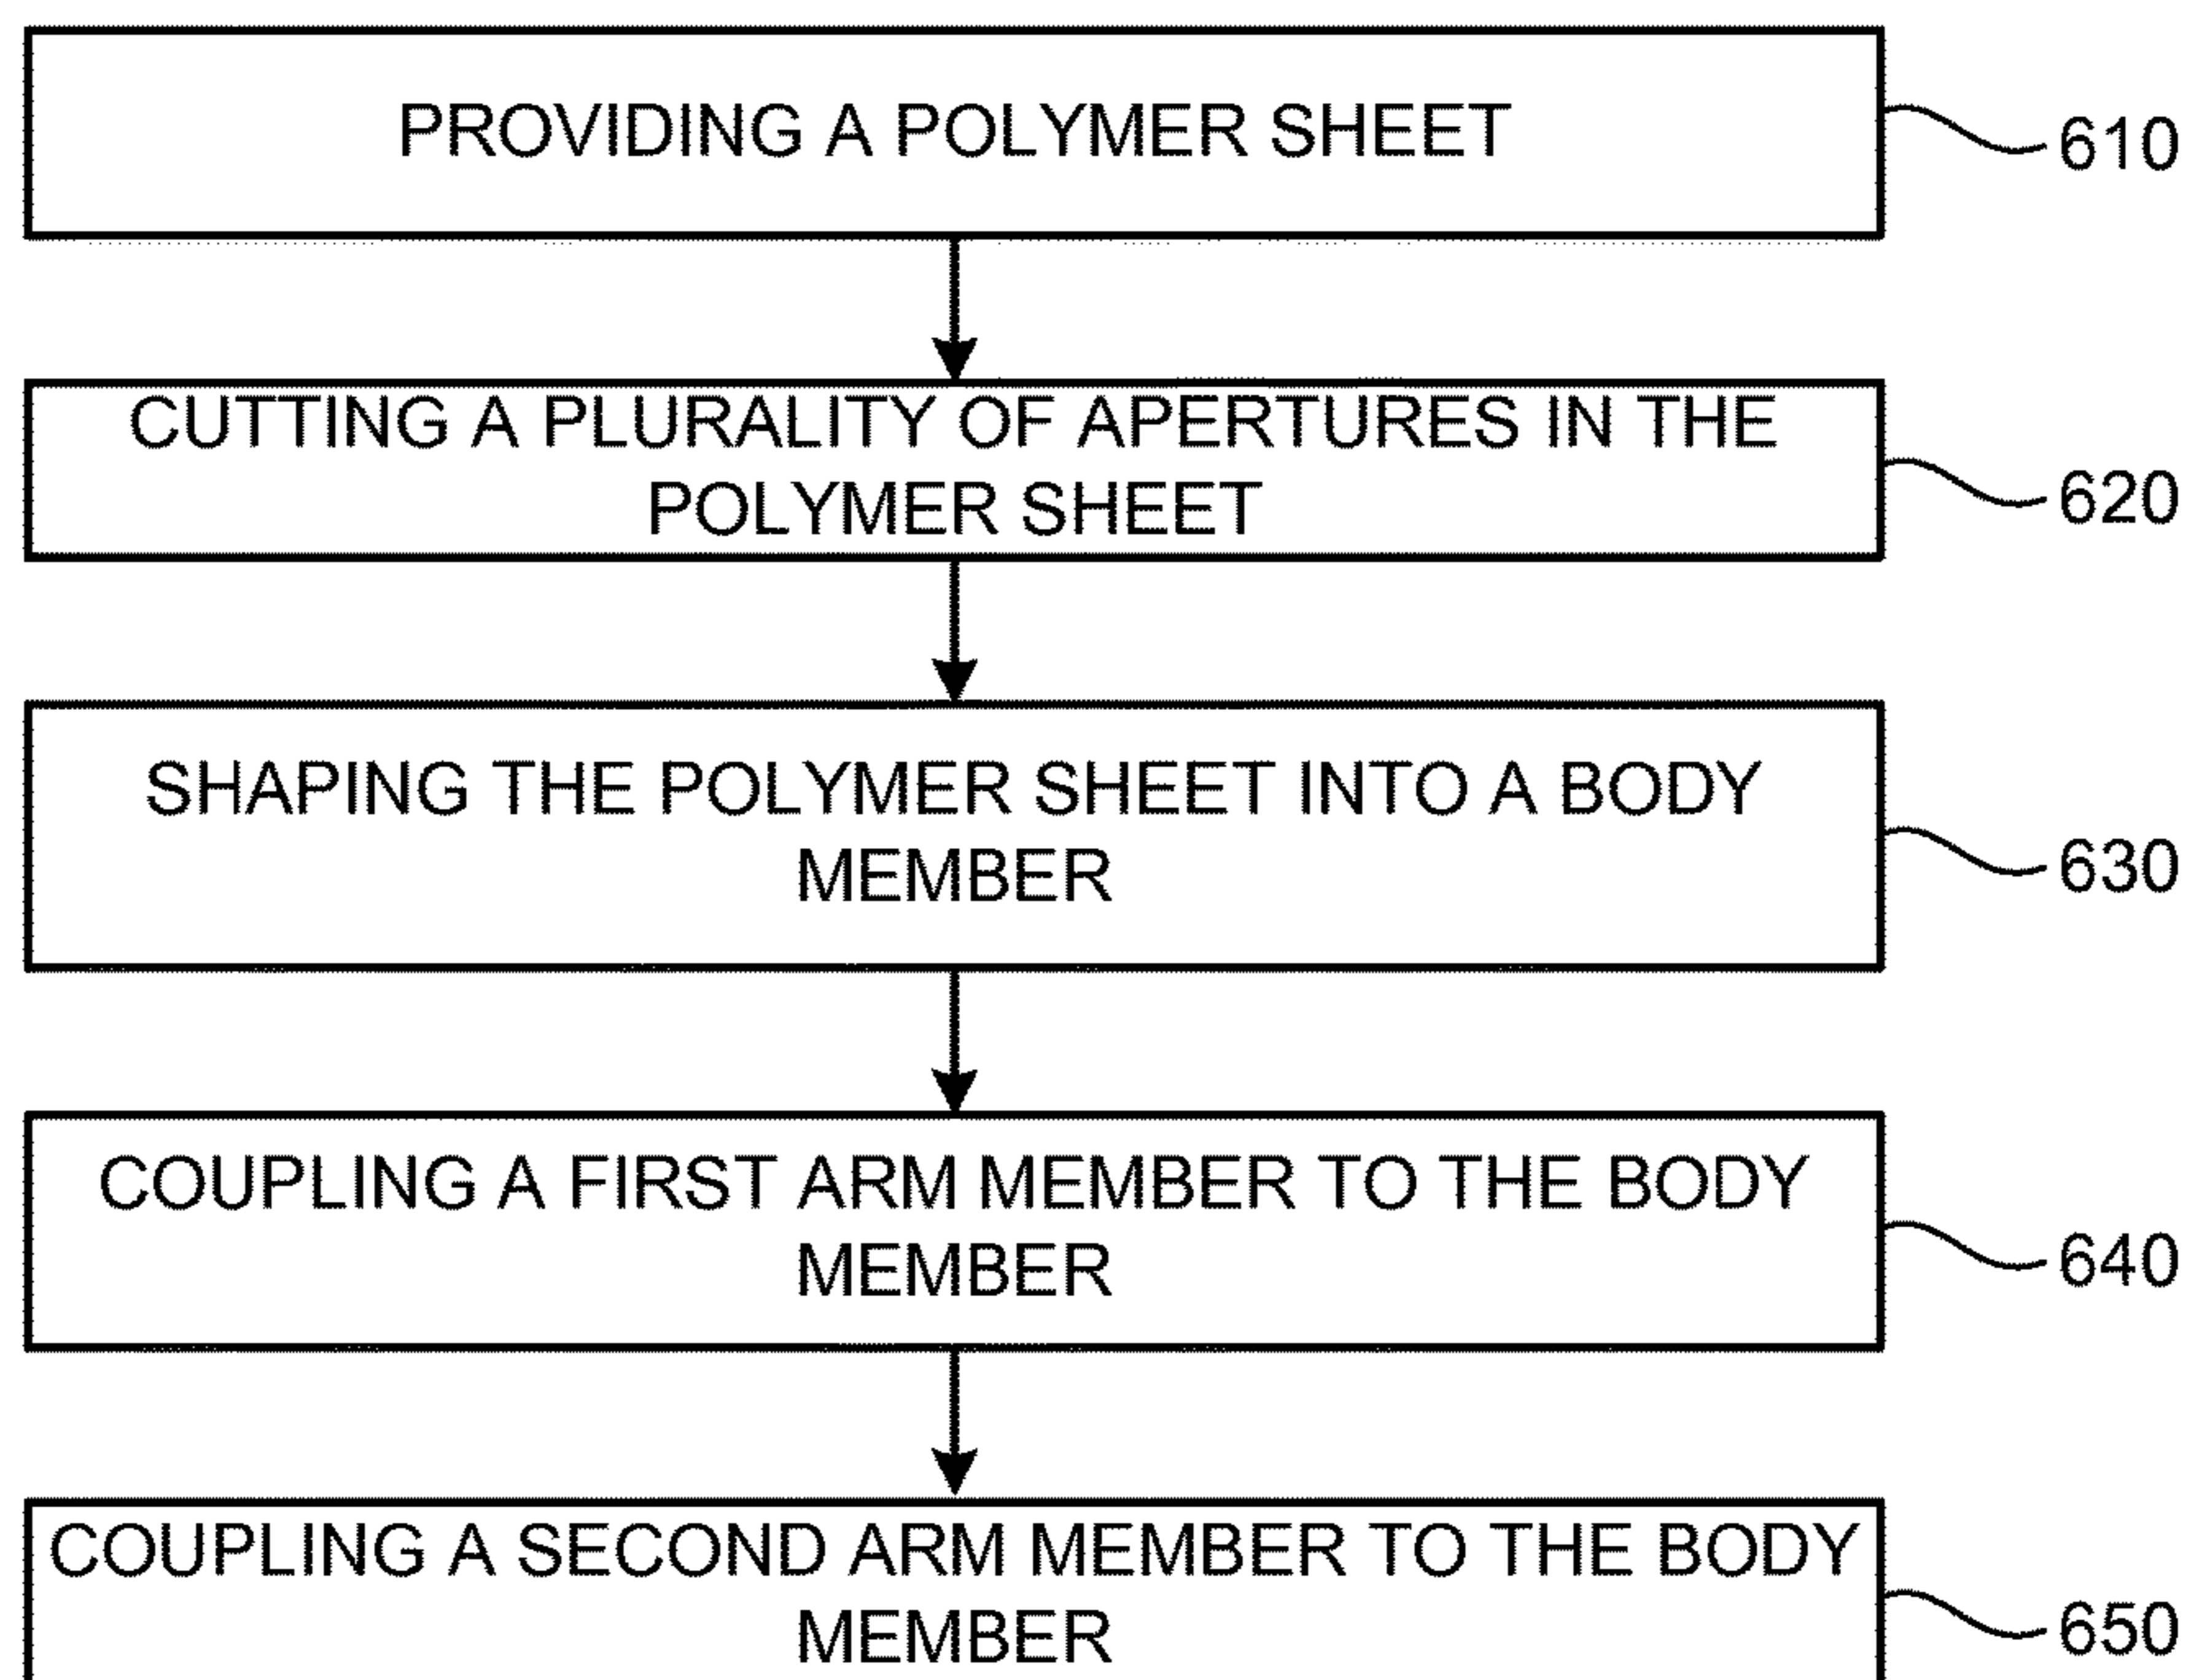 PROVIDING A POLYMER SHEET
610
CUTTING A PLURALITY OF APERTURES IN THE
POLYMER SHEET
620
SHAPING THE POLYMER SHEET INTO A BODY
MEMBER
630
COUPLING A FIRST ARM MEMBER TO THE BODY
MEMBER
640
COUPLING A SECOND ARM MEMBER TO THE BODY
MEMBER
650